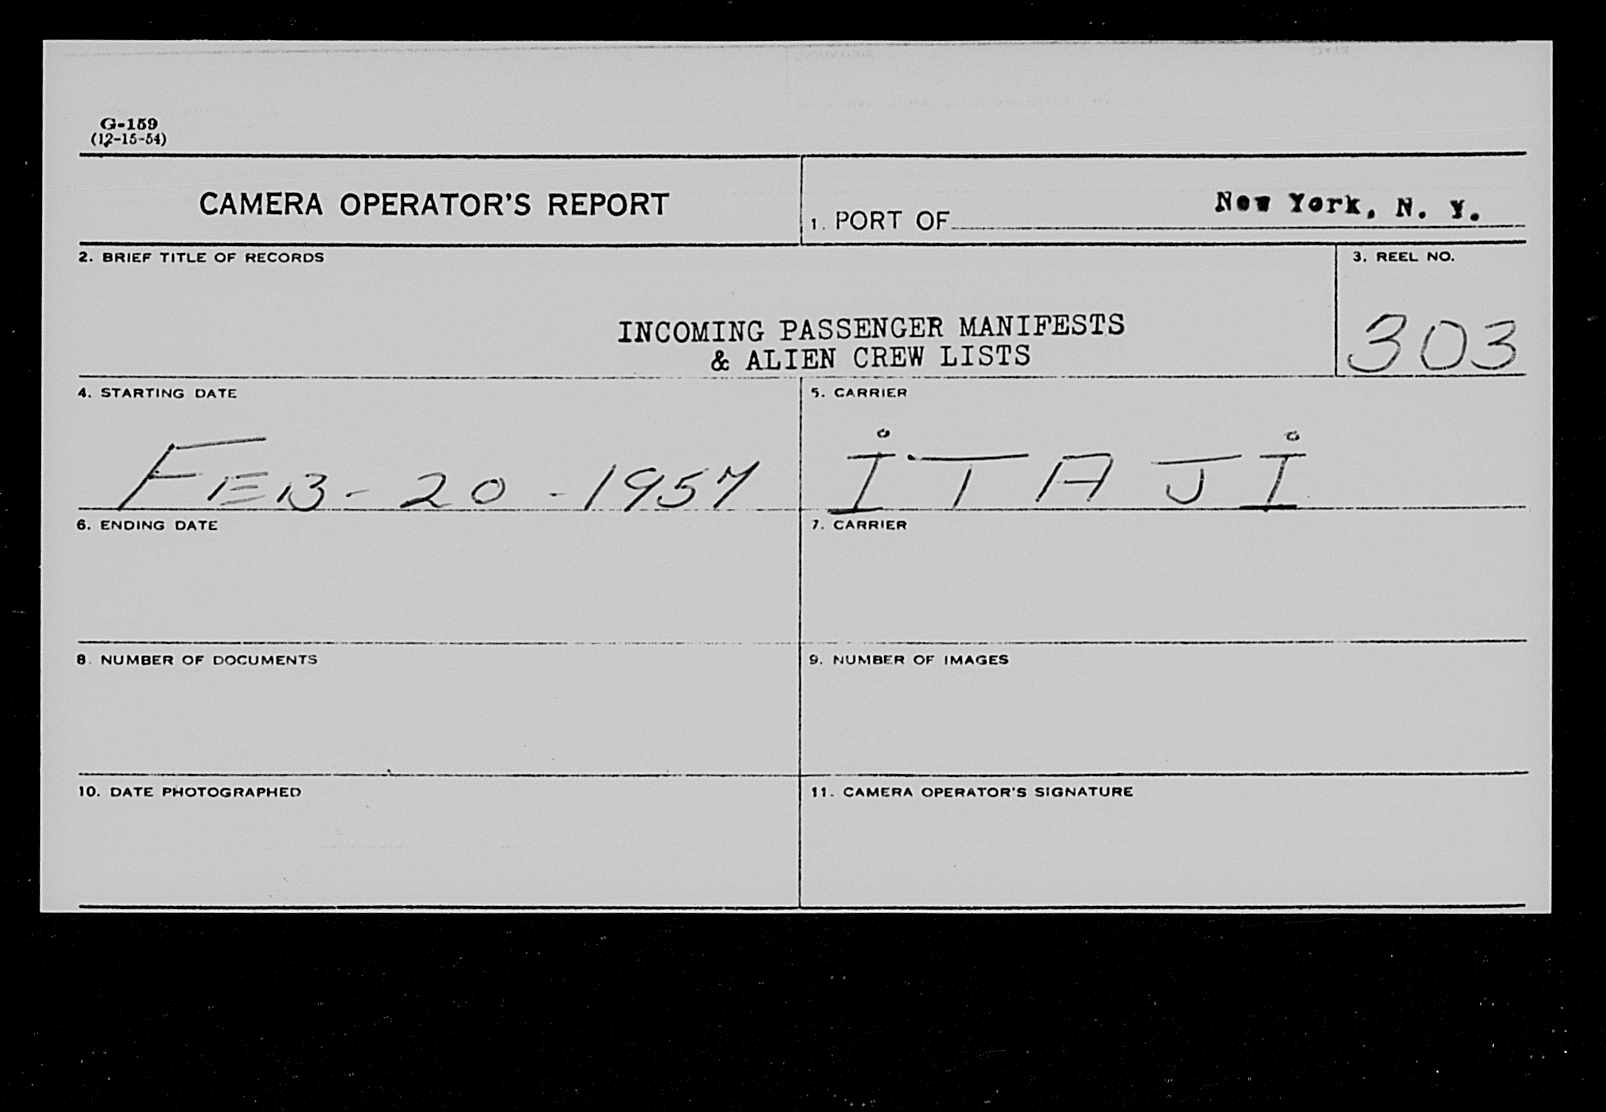 G-159
(12-15-54)
CAMERA OPERATOR'S REPORT
1. PORT OF New York, N. Y.
2. BRIEF TITLE OF RECORDS
INCOMING PASSENGER MANIFESTS
& ALIEN CREW LISTS
3. REEL NO.
303
4. STARTING DATE
FEB - 20 - 1957
5. CARRIER
ITAJI
6. ENDING DATE
7. CARRIER
8. NUMBER OF DOCUMENTS
9. NUMBER OF IMAGES
10. DATE PHOTOGRAPHED
11. CAMERA OPERATOR'S SIGNATURE